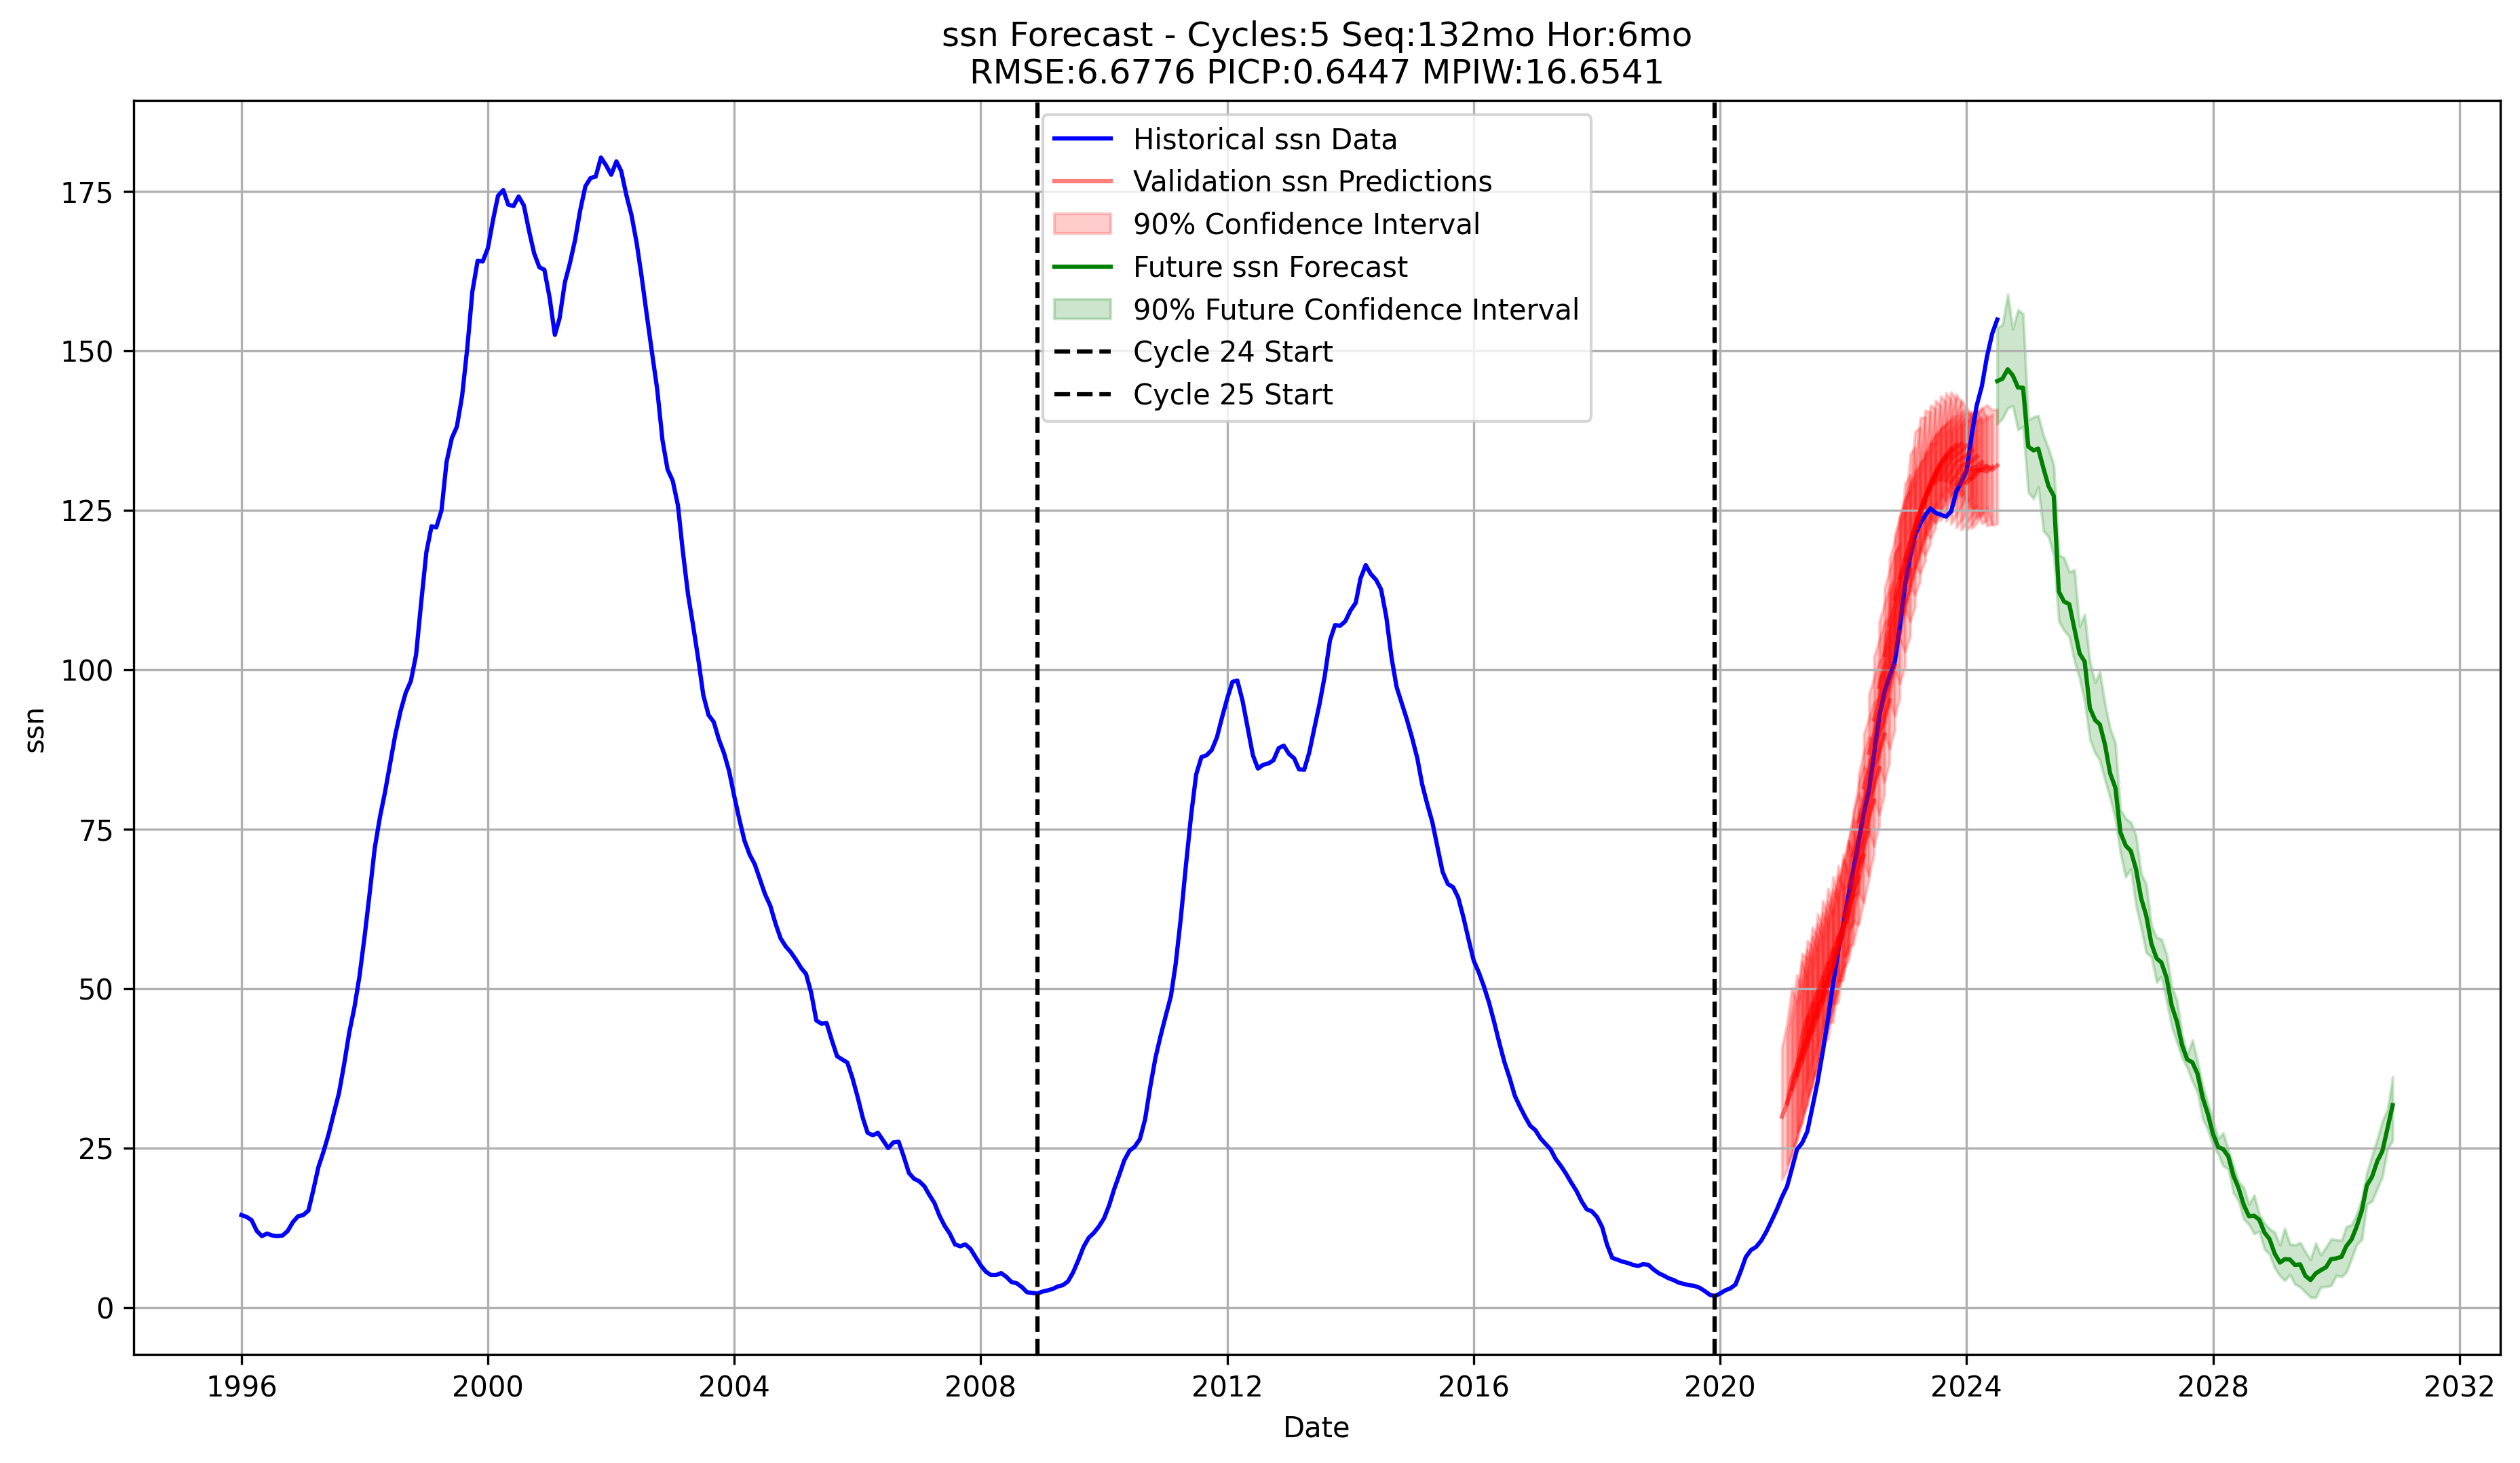 ssn Forecast - Cycles:5 Seq:132mo Hor:6mo
RMSE:6.6776 PICP:0.6447 MPIW:16.6541
Historical ssn Data
Validation ssn Predictions
90% Confidence Interval
Future ssn Forecast
90% Future Confidence Interval
Cycle 24 Start
Cycle 25 Start
ssn
175
150
125
100
75
50
25
0
1996 2000 2004 2008 2012 2016 2020 2024 2028 2032
Date